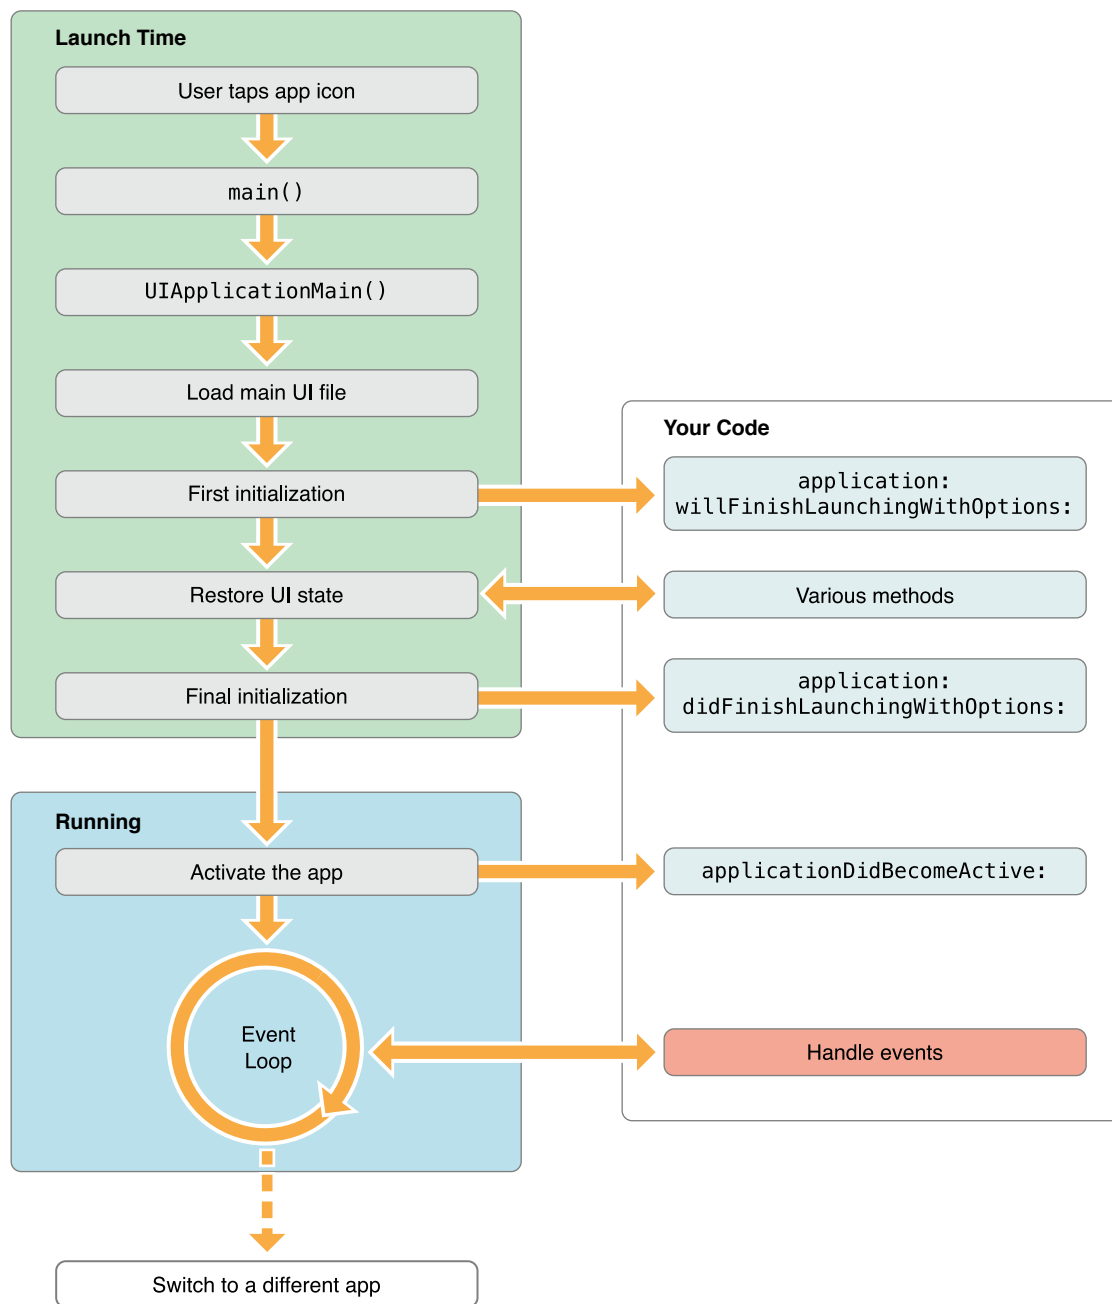 Launch Time
User taps app icon
main()
UIApplicationMain()
Load main UI file
First initialization
Restore UI state
Final initialization
Your Code
application:
willFinishLaunchingWithOptions:
Various methods
application:
didFinishLaunchingWithOptions:
Running
Activate the app
applicationDidBecomeActive:
Event
Loop
Handle events
Switch to a different app